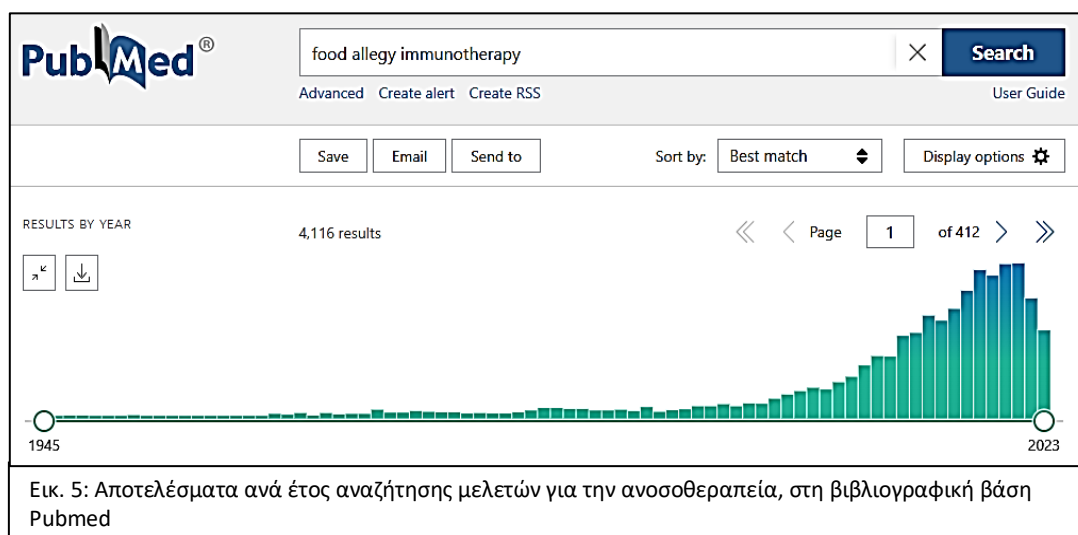 PubMed®
food allegy immunotherapy
Search
Advanced Create alert Create RSS
User Guide
Save Email Send to
Sort by: Best match
Display options
RESULTS BY YEAR
4,116 results
Page 1 of 412
1945
2023
Εικ. 5: Αποτελέσματα ανά έτος αναζήτησης μελετών για την ανοσοθεραπεία, στη βιβλιογραφική βάση
Pubmed